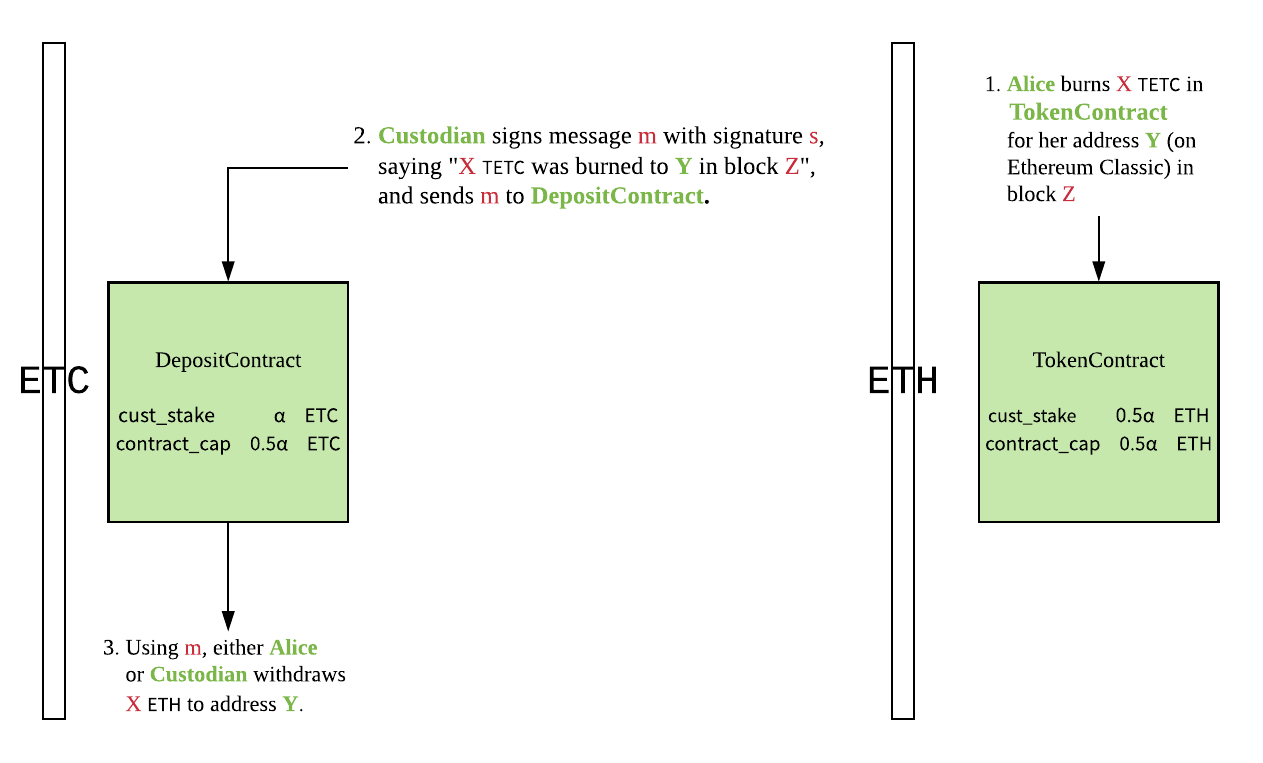 1. Alice burns X TETC in
TokenContract
for her address Y (on
Ethereum Classic) in
block Z
2. Custodian signs message m with signature s,
saying "X TETC was burned to Y in block Z",
and sends m to DepositContract.
ETC
DepositContract
cust_stake α ETC
contract_cap 0.5α ETC
ETH
TokenContract
cust_stake 0.5α ETH
contract_cap 0.5α ETH
3. Using m, either Alice
or Custodian withdraws
X ETH to address Y.